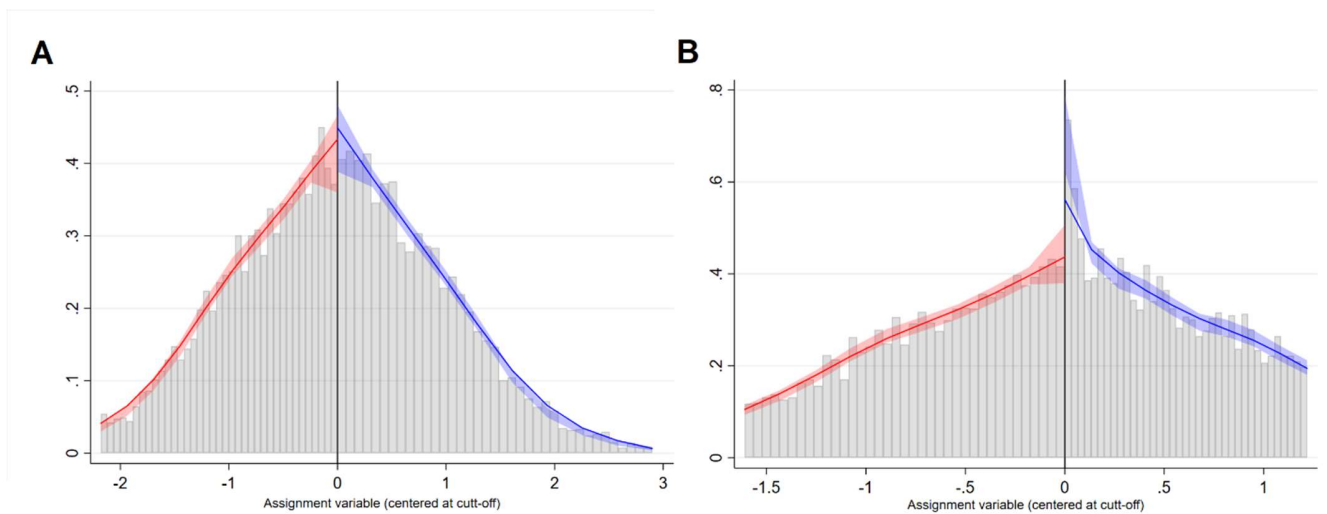 A
.5
.4
.3
.2
.1
0
-2 -1 0 1 2 3
Assignment variable (centered at cutt-off)
B
.8
.6
.4
.2
0
-1.5 -1 -.5 0 .5 1
Assignment variable (centered at cutt-off)